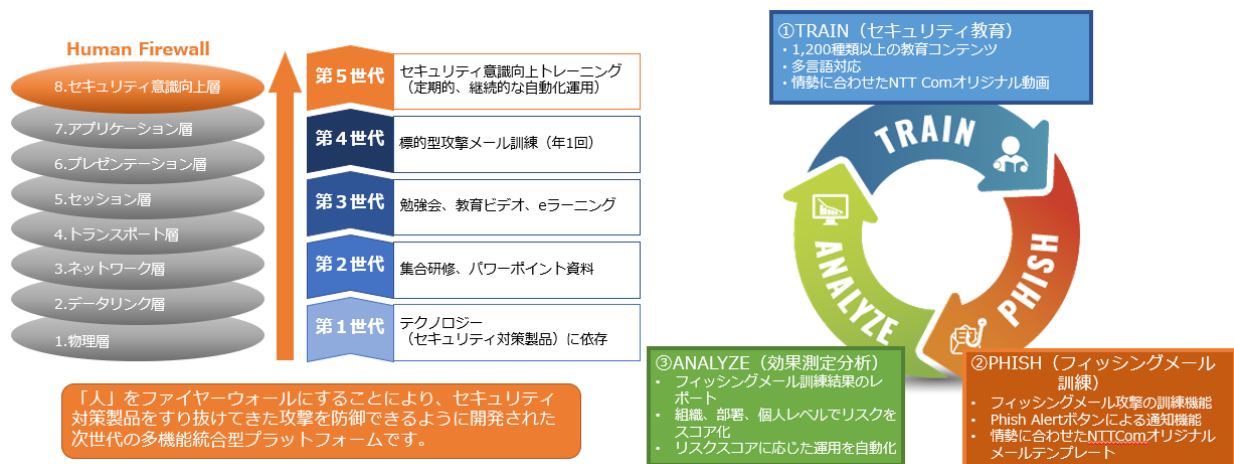 Human Firewall
8.セキュリティ意識向上層
7.アプリケーション層
6.プレゼンテーション層
5.セッション層
4.トランスポート層
3.ネットワーク層
2.データリンク層
1.物理層
第5世代
セキュリティ意識向上トレーニング
（定期的、継続的な自動化運用）
第4世代
標的型攻撃メール訓練（年1回）
第3世代
勉強会、教育ビデオ、eラーニング
第2世代
集合研修、パワーポイント資料
第1世代
テクノロジー
（セキュリティ対策製品）に依存
「人」をファイヤーウォールにすることにより、セキュリティ
対策製品をすり抜けてきた攻撃を防御できるように開発された
次世代の多機能統合型プラットフォームです。
①TRAIN（セキュリティ教育）
・1,200種類以上の教育コンテンツ
・多言語対応
・情勢に合わせたNTT Comオリジナル動画
TRAIN
PHISH
ANALYZE
②PHISH（フィッシングメール
訓練）
• フィッシングメール攻撃の訓練機能
• Phish Alertボタンによる通知機能
• 情勢に合わせたNTTComオリジナル
メールテンプレート
③ANALYZE（効果測定分析）
• フィッシングメール訓練結果のレ
ポート
• 組織、部署、個人レベルでリスクを
スコア化
• リスクスコアに応じた運用を自動化